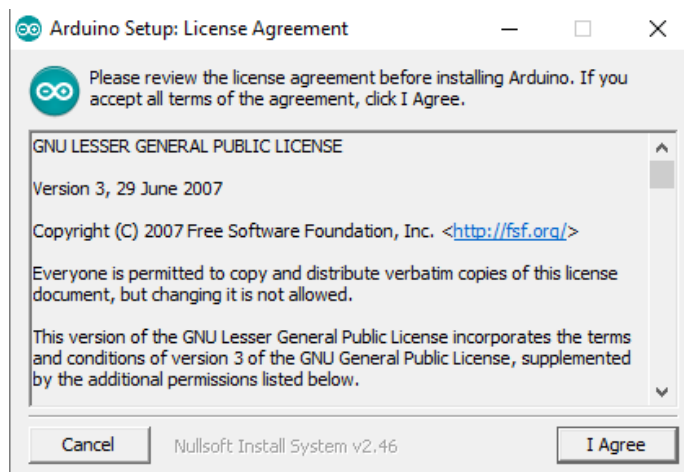 Arduino Setup: License Agreement
Please review the license agreement before installing Arduino. If you
accept all terms of the agreement, click I Agree.
GNU LESSER GENERAL PUBLIC LICENSE
Version 3, 29 June 2007
Copyright (C) 2007 Free Software Foundation, Inc. <http://fsf.org/>
Everyone is permitted to copy and distribute verbatim copies of this license
document, but changing it is not allowed.
This version of the GNU Lesser General Public License incorporates the terms
and conditions of version 3 of the GNU General Public License, supplemented
by the additional permissions listed below.
Cancel
Nullsoft Install System v2.46
I Agree